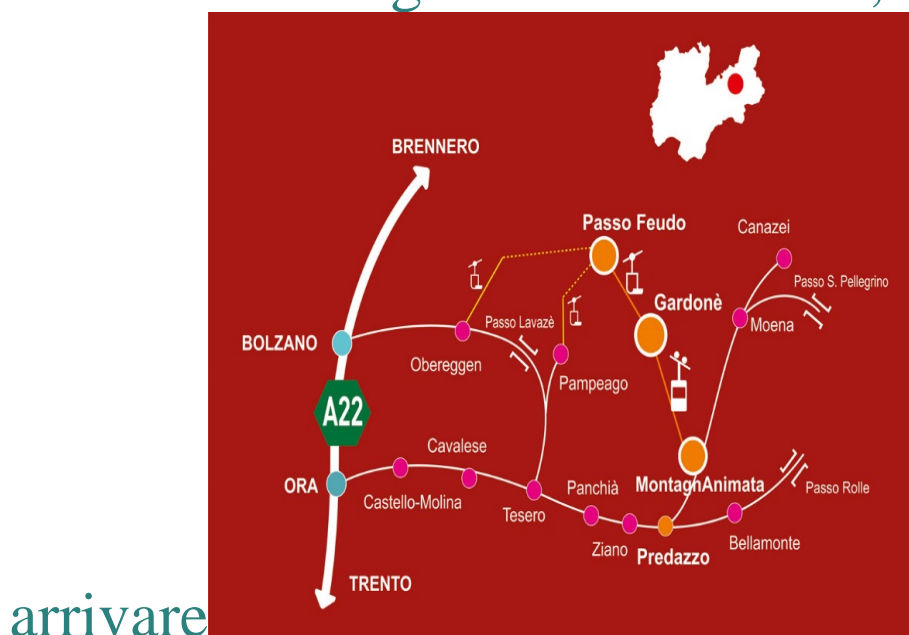 BRENNERO
Passo Feudo
Canazei
Passo S. Pellegrino
Gardonè
Moena
Passo Lavazè
BOLZANO
Obereggen
Pampeago
A22
Cavalese
ORA
Castello-Molina
Tesero
Panchià
MontaghAnimata
Passo Rolle
Ziano
Predazzo
Bellamonte
TRENTO
arrivare